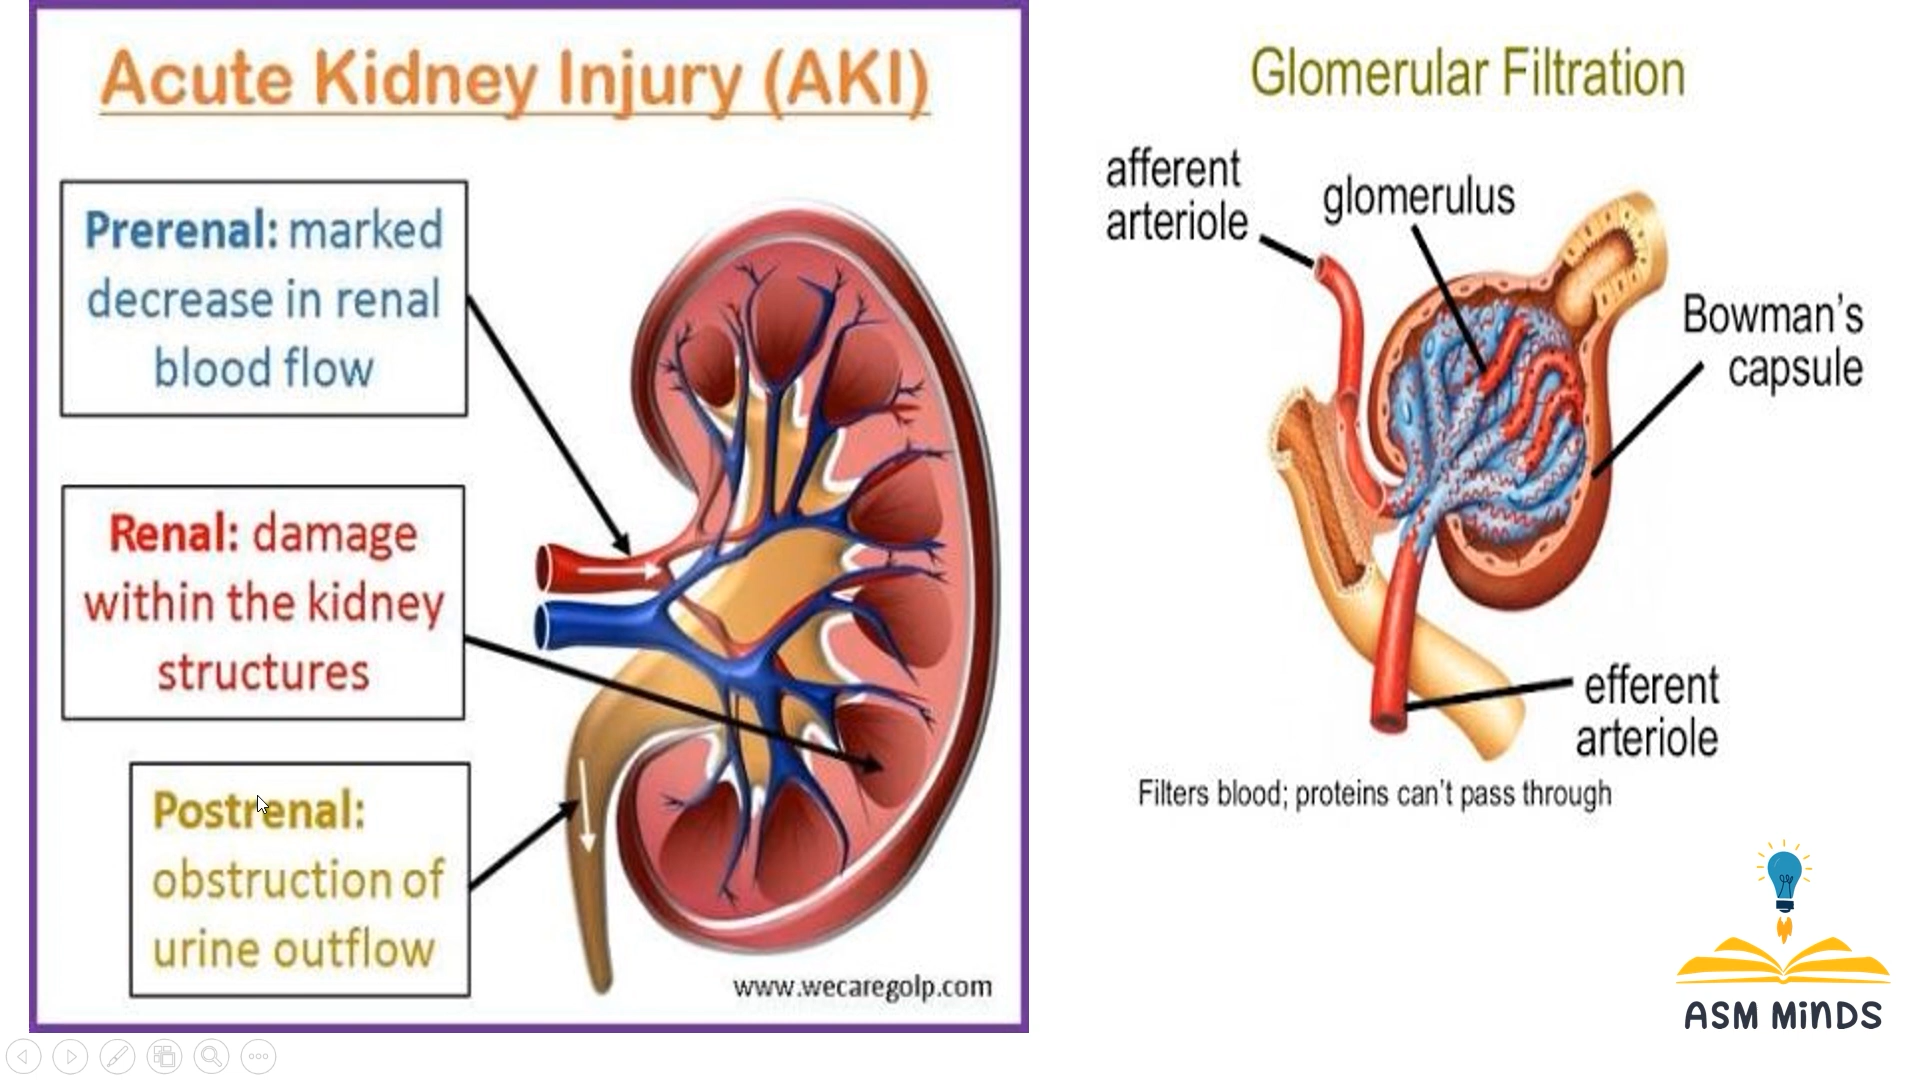 Acute Kidney Injury (AKI)
Prerenal: marked
decrease in renal
blood flow
Renal: damage
within the kidney
structures
Postrenal:
obstruction of
urine outflow
www.wecaregolp.com
Glomerular Filtration
afferent
arteriole
glomerulus
Bowman's
capsule
efferent
arteriole
Filters blood; proteins can't pass through
ASM MiNDS